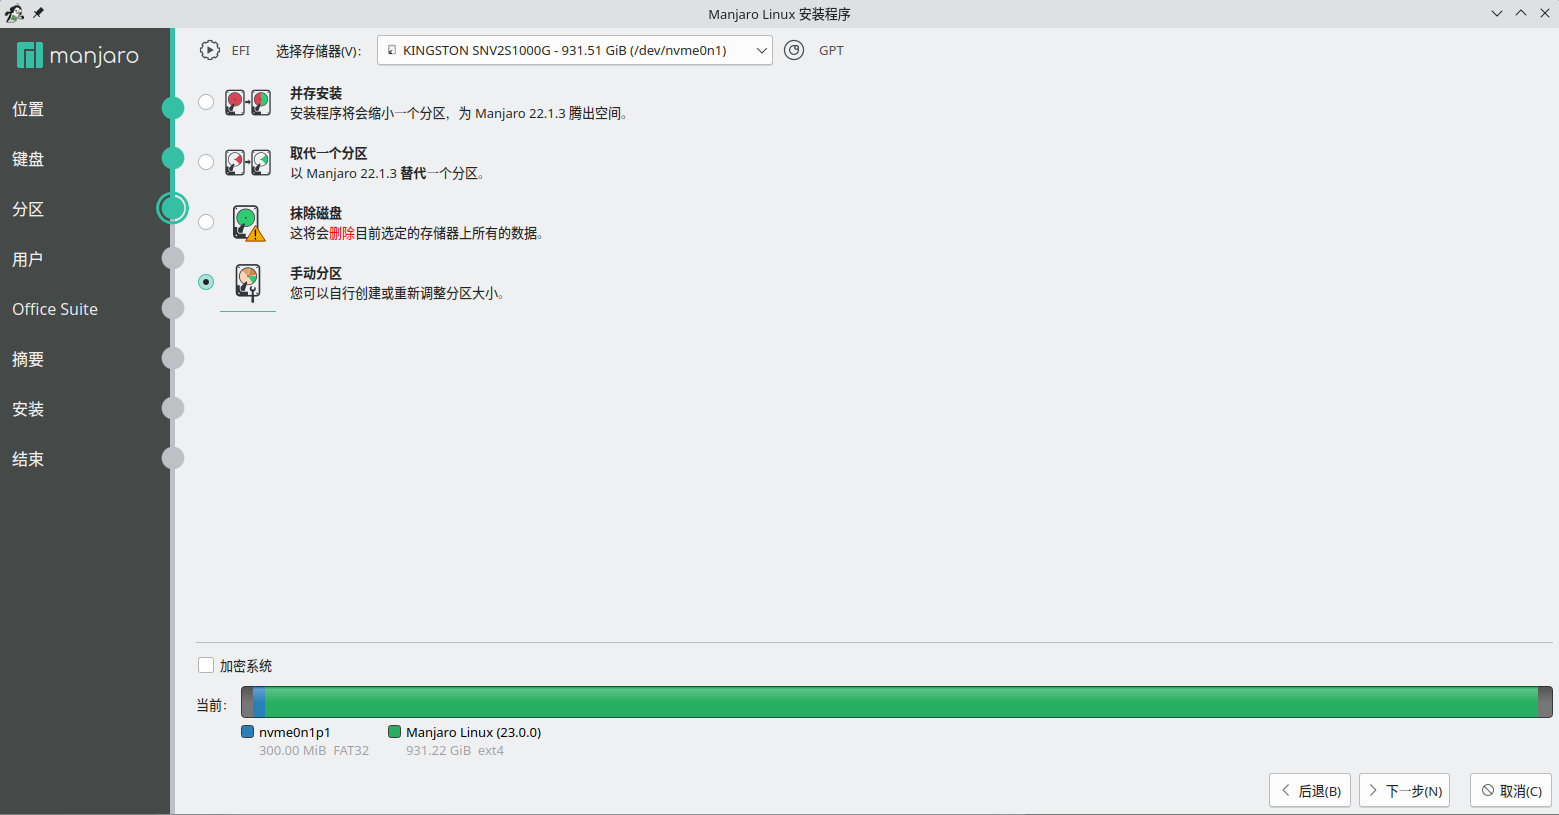 Manjaro Linux 安装程序
manjaro
位置
键盘
分区
用户
Office Suite
摘要
安装
结束
EFI 选择存储器(V): KINGSTON SNV2S1000G - 931.51 GiB (/dev/nvme0n1) GPT
并存安装
安装程序将会缩小一个分区，为 Manjaro 22.1.3 腾出空间。
取代一个分区
以 Manjaro 22.1.3 替代一个分区。
抹除磁盘
这将会删除目前选定的存储器上所有的数据。
手动分区
您可以自行创建或重新调整分区大小。
加密系统
当前：
nvme0n1p1 Manjaro Linux (23.0.0)
300.00 MiB FAT32 931.22 GiB ext4
后退(B) 下一步(N) 取消(C)